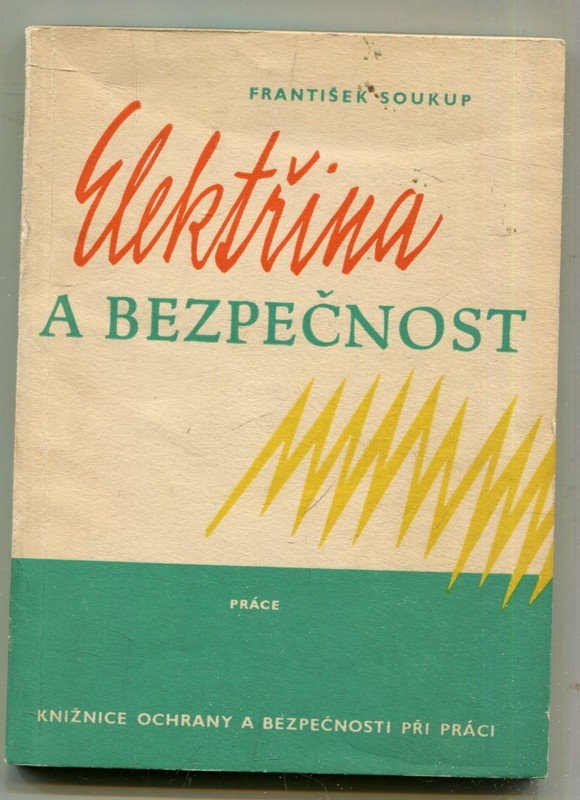 FRANTIŠEK SOUKUP
Elektřina
A BEZPEČNOST
PRÁCE
KNIŽNICE OCHRANY A BEZPEČNOSTI PŘI PRÁCI